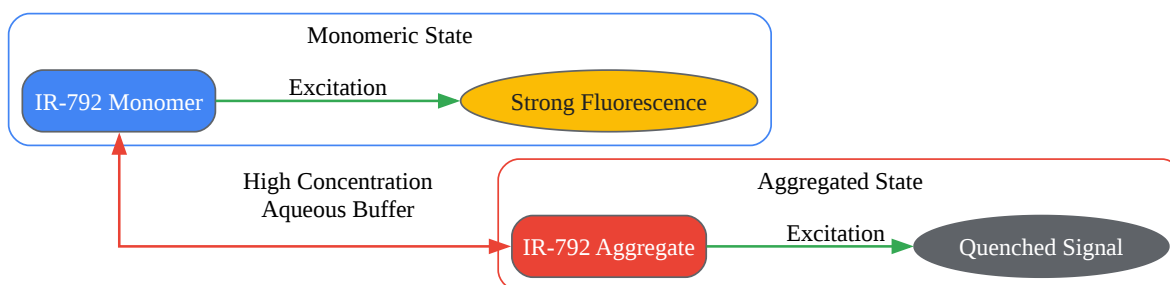 Monomeric State
IR-792 Monomer
Excitation
Strong Fluorescence
High Concentration
Aqueous Buffer
Aggregated State
IR-792 Aggregate
Excitation
Quenched Signal